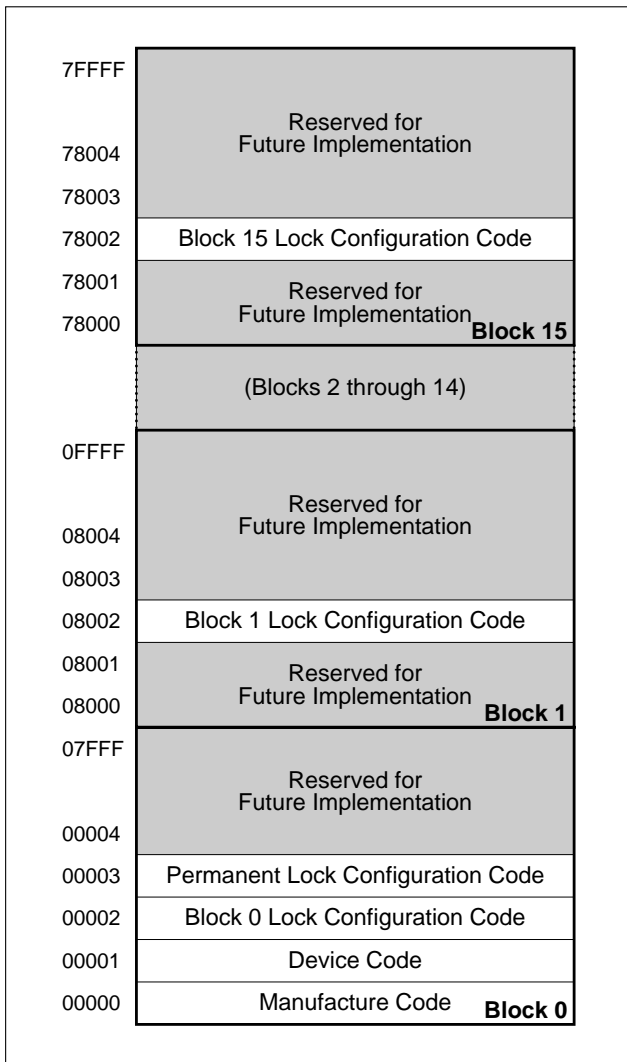 7FFFF
Reserved for
Future Implementation
78004
78003
78002 Block 15 Lock Configuration Code
78001
Reserved for
Future Implementation
78000
Block 15
(Blocks 2 through 14)
0FFFF
Reserved for
Future Implementation
08004
08003
08002 Block 1 Lock Configuration Code
08001
Reserved for
Future Implementation
08000
Block 1
07FFF
Reserved for
Future Implementation
00004
00003 Permanent Lock Configuration Code
00002 Block 0 Lock Configuration Code
00001 Device Code
00000 Manufacture Code Block 0